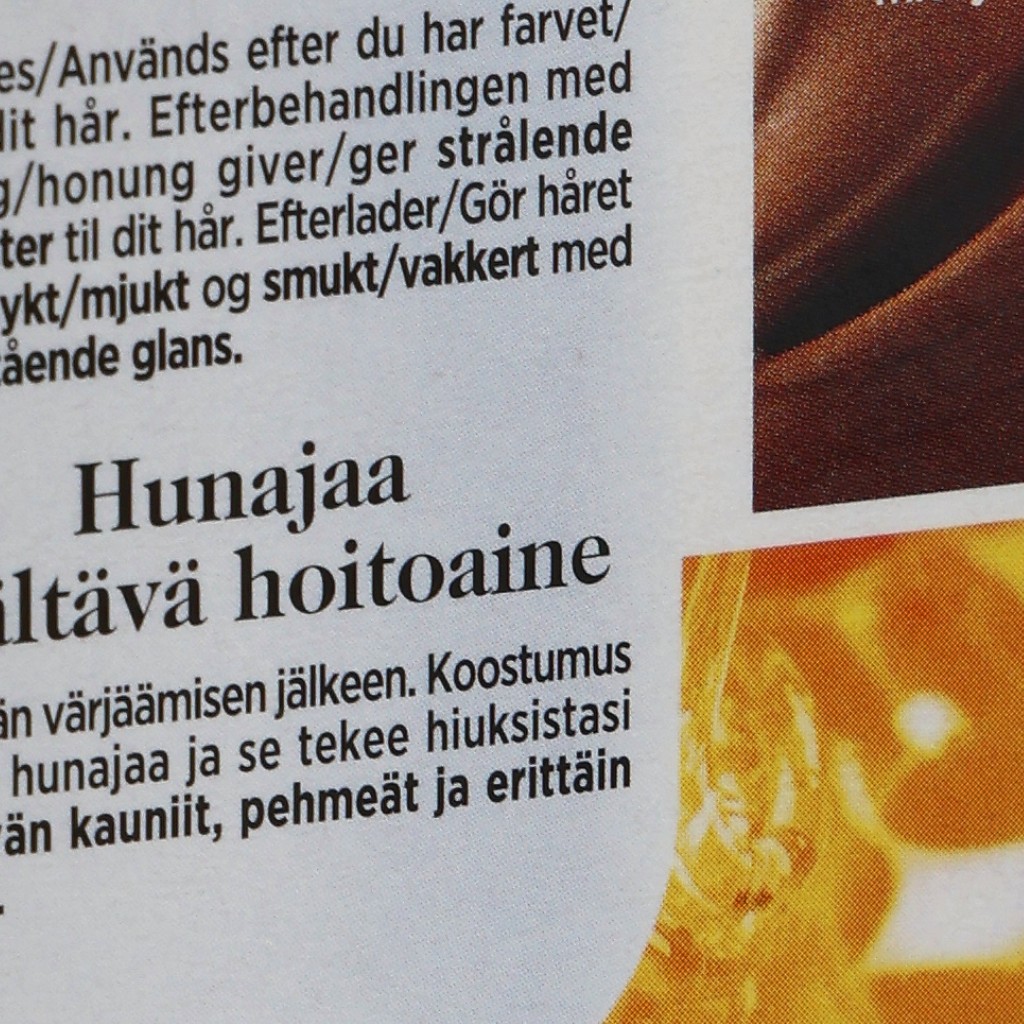 es/Används efter du har farvet/
dit hår. Efterbehandlingen med
g/honung giver/ger strålende
ter til dit hår. Efterlader/Gör håret
ykt/mjukt og smukt/vakkert med
ående glans.
Hunajaa
ältävä hoitoaine
än värjäämisen jälkeen. Koostumus
hunajaa ja se tekee hiuksistasi
vän kauniit, pehmeät ja erittäin
.